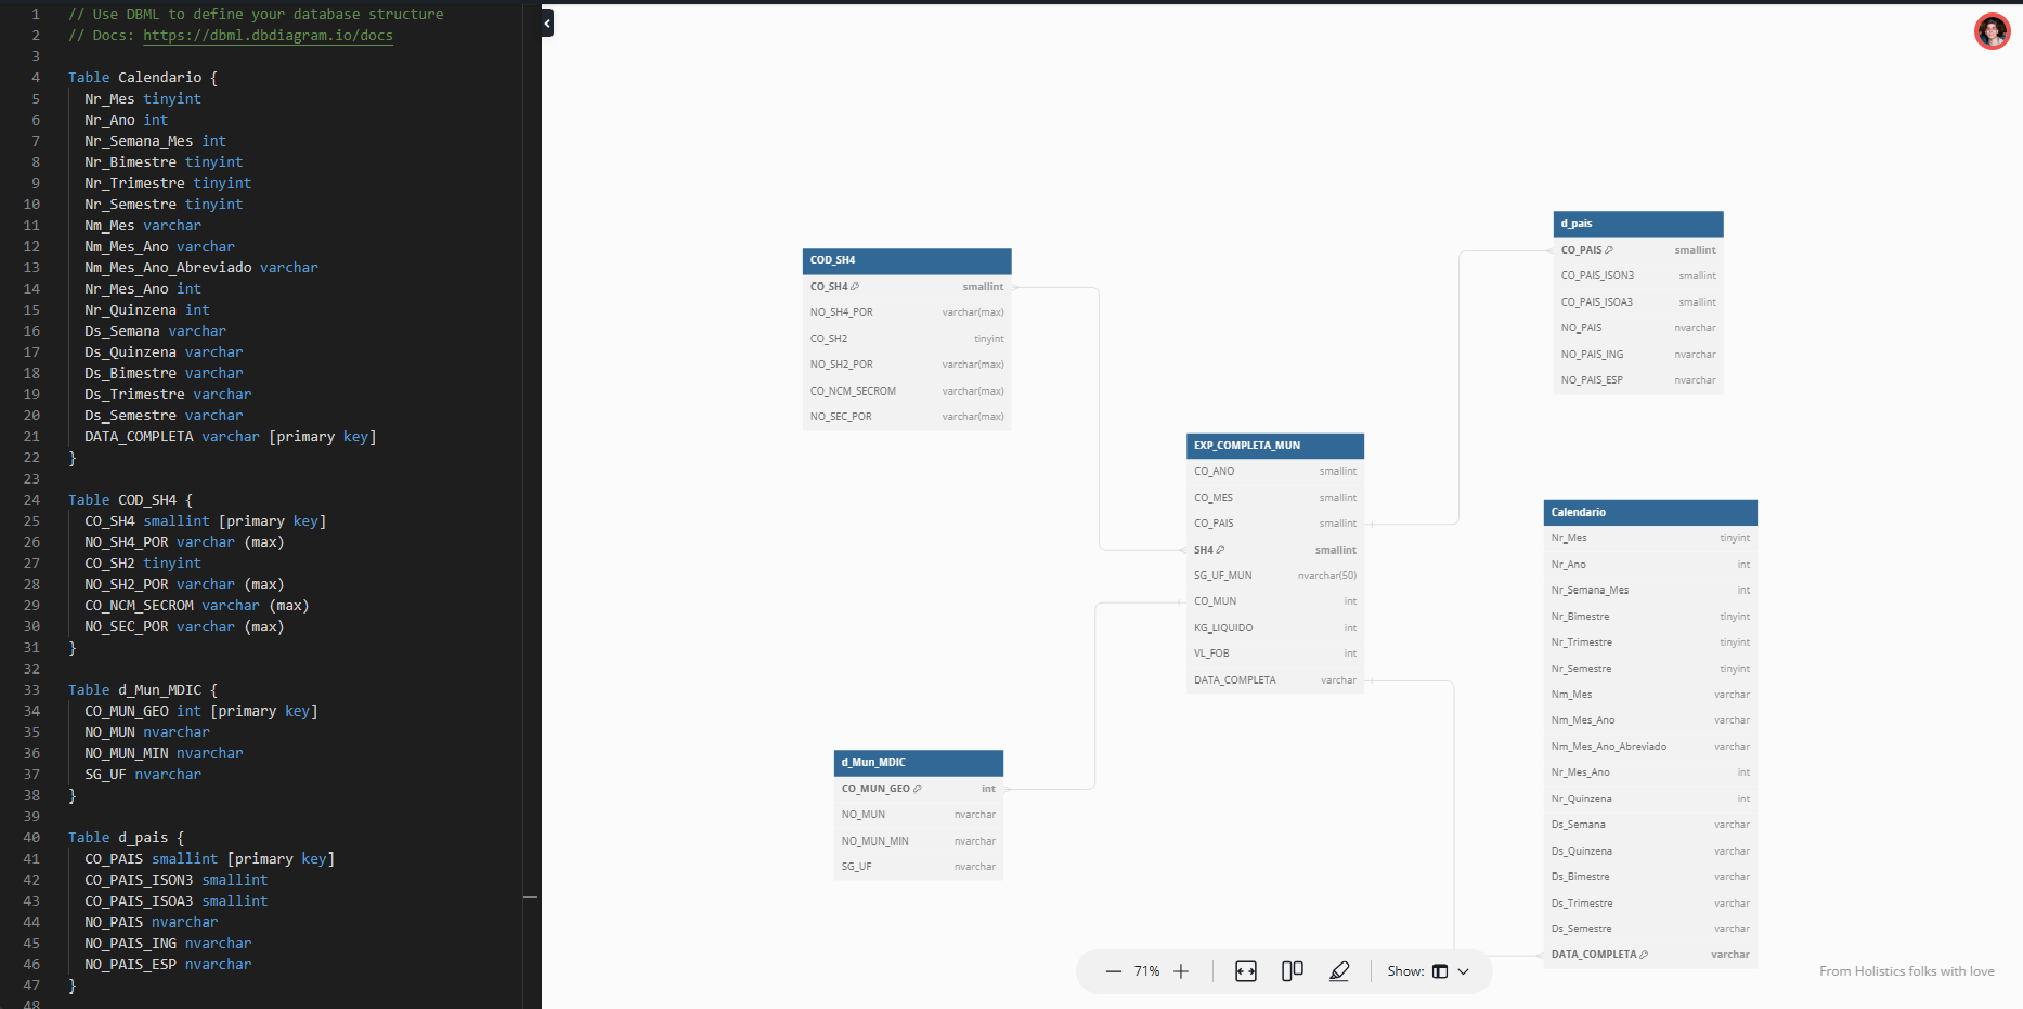 1 // Use DBML to define your database structure
2 // Docs: https://dbml.dbdiagram.io/docs
3
4 Table Calendario {
5 Nr_Mes tinyint
6 Nr_Ano int
7 Nr_Semana_Mes int
8 Nr_Bimestre tinyint
9 Nr_Trimestre tinyint
10 Nr_Semestre tinyint
11 Nm_Mes varchar
12 Nm_Mes_Ano varchar
13 Nm_Mes_Ano_Abreviado varchar
14 Nr_Mes_Ano int
15 Nr_Quinzena int
16 Ds_Semana varchar
17 Ds_Quinzena varchar
18 Ds_Bimestre varchar
19 Ds_Trimestre varchar
20 Ds_Semestre varchar
21 DATA_COMPLETA varchar [primary key]
22 }
23
24 Table COD_SH4 {
25 CO_SH4 smallint [primary key]
26 NO_SH4_POR varchar (max)
27 CO_SH2 tinyint
28 NO_SH2_POR varchar (max)
29 CO_NCM_SECROM varchar (max)
30 NO_SEC_POR varchar (max)
31 }
32
33 Table d_Mun_MDIC {
34 CO_MUN_GEO int [primary key]
35 NO_MUN nvarchar
36 NO_MUN_MIN nvarchar
37 SG_UF nvarchar
38 }
39
40 Table d_pais {
41 CO_PAIS smallint [primary key]
42 CO_PAIS_ISON3 smallint
43 CO_PAIS_ISOA3 smallint
44 NO_PAIS nvarchar
45 NO_PAIS_ING nvarchar
46 NO_PAIS_ESP nvarchar
47 }
48
COD_SH4
CO_SH4 smallint
NO_SH4_POR varchar(max)
CO_SH2 tinyint
NO_SH2_POR varchar(max)
CO_NCM_SECROM varchar(max)
NO_SEC_POR varchar(max)
d_pais
CO_PAIS smallint
CO_PAIS_ISON3 smallint
CO_PAIS_ISOA3 smallint
NO_PAIS nvarchar
NO_PAIS_ING nvarchar
NO_PAIS_ESP nvarchar
EXP_COMPLETA_MUN
CO_ANO smallint
CO_MES smallint
CO_PAIS smallint
SH4 smallint
SG_UF_MUN nvarchar(50)
CO_MUN int
KG_LIQUIDO int
VL_FOB int
DATA_COMPLETA varchar
Calendario
Nr_Mes tinyint
Nr_Ano int
Nr_Semana_Mes int
Nr_Bimestre tinyint
Nr_Trimestre tinyint
Nr_Semestre tinyint
Nm_Mes varchar
Nm_Mes_Ano varchar
Nm_Mes_Ano_Abreviado varchar
Nr_Mes_Ano int
Nr_Quinzena int
Ds_Semana varchar
Ds_Quinzena varchar
Ds_Bimestre varchar
Ds_Trimestre varchar
Ds_Semestre varchar
DATA_COMPLETA varchar
d_Mun_MDIC
CO_MUN_GEO int
NO_MUN nvarchar
NO_MUN_MIN nvarchar
SG_UF nvarchar
71% Show:
From Holistics folks with love